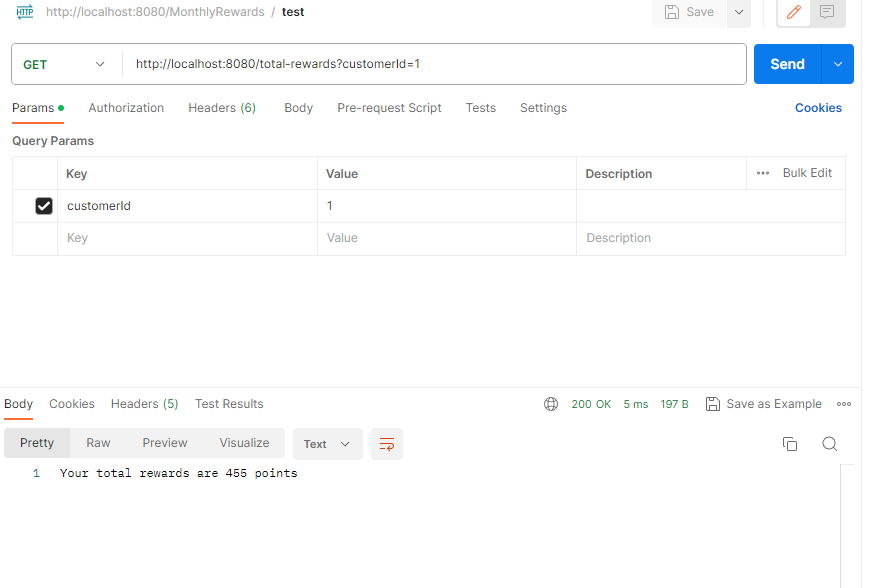 HTTP http://localhost:8080/MonthlyRewards / test Save
GET http://localhost:8080/total-rewards?customerId=1 Send
Params Authorization Headers (6) Body Pre-request Script Tests Settings Cookies
Query Params
Key Value Description ••• Bulk Edit
customerId 1
Key Value Description
Body Cookies Headers (5) Test Results 200 OK 5 ms 197 B Save as Example
Pretty Raw Preview Visualize Text
1 Your total rewards are 455 points